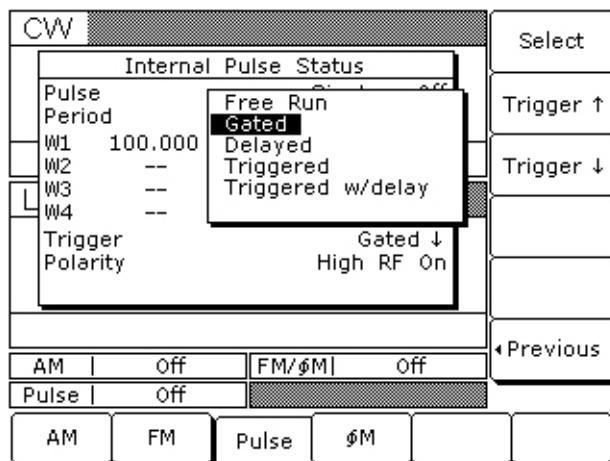 CW
Internal Pulse Status
Pulse
Period
W1 100.000
W2 --
W3 --
W4 --
Trigger Gated ↓
Polarity High RF On
Free Run
Gated
Delayed
Triggered
Triggered w/delay
L
AM | Off
FM/ɸM| Off
Pulse | Off
Select
Trigger ↑
Trigger ↓
◂Previous
AM
FM
Pulse
ɸM